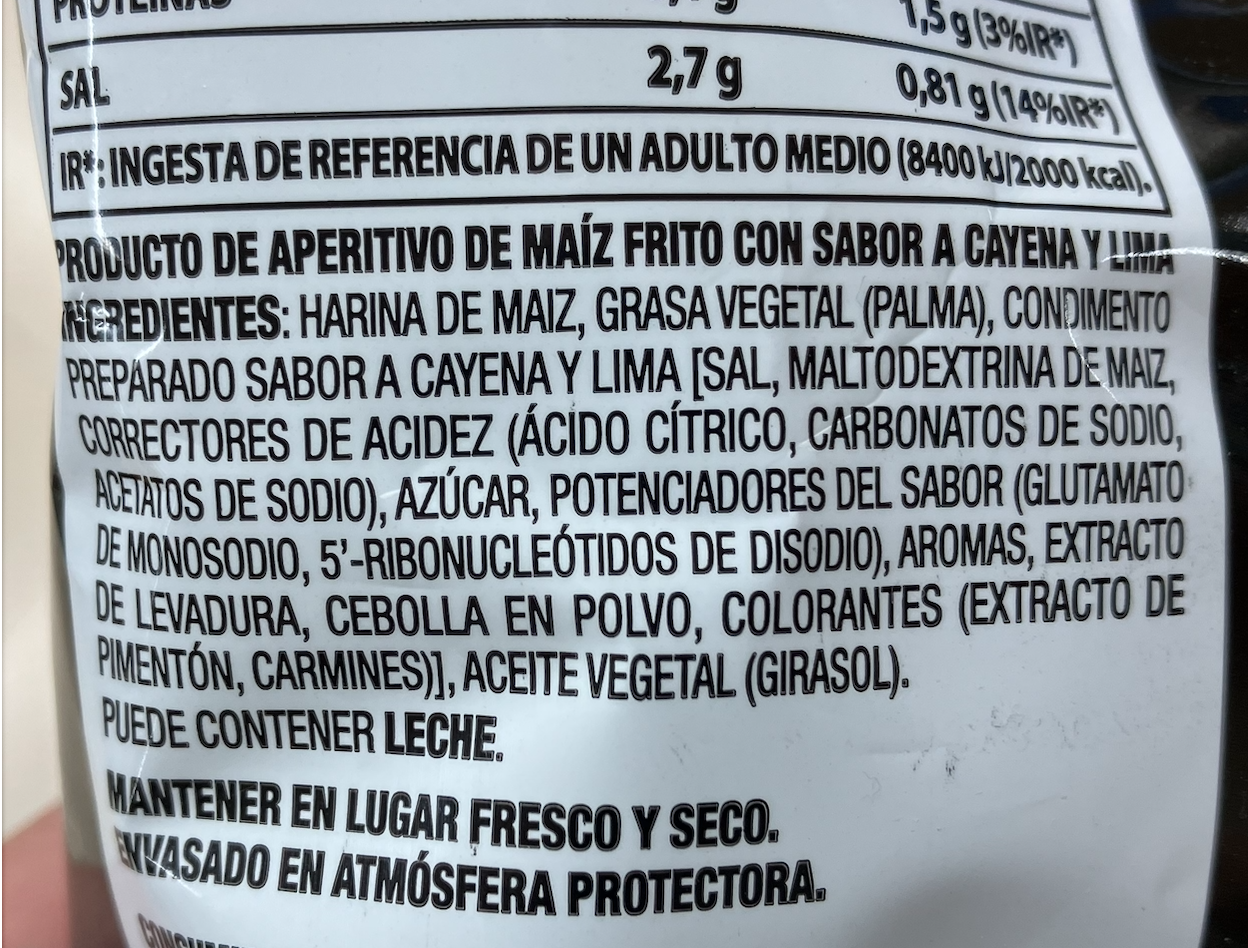 PROTEINAS 1,5 g (3%IR*)
SAL 2,7 g 0,81 g (14%IR*)
IR*: INGESTA DE REFERENCIA DE UN ADULTO MEDIO (8400 kJ/2000 kcal).
PRODUCTO DE APERITIVO DE MAÍZ FRITO CON SABOR A CAYENA Y LIMA
INGREDIENTES: HARINA DE MAIZ, GRASA VEGETAL (PALMA), CONDIMENTO
PREPARADO SABOR A CAYENA Y LIMA [SAL, MALTODEXTRINA DE MAIZ,
CORRECTORES DE ACIDEZ (ÁCIDO CÍTRICO, CARBONATOS DE SODIO,
ACETATOS DE SODIO), AZÚCAR, POTENCIADORES DEL SABOR (GLUTAMATO
DE MONOSODIO, 5'-RIBONUCLEÓTIDOS DE DISODIO), AROMAS, EXTRACTO
DE LEVADURA, CEBOLLA EN POLVO, COLORANTES (EXTRACTO DE
PIMENTÓN, CARMINES)], ACEITE VEGETAL (GIRASOL).
PUEDE CONTENER LECHE.
MANTENER EN LUGAR FRESCO Y SECO.
ENVASADO EN ATMÓSFERA PROTECTORA.